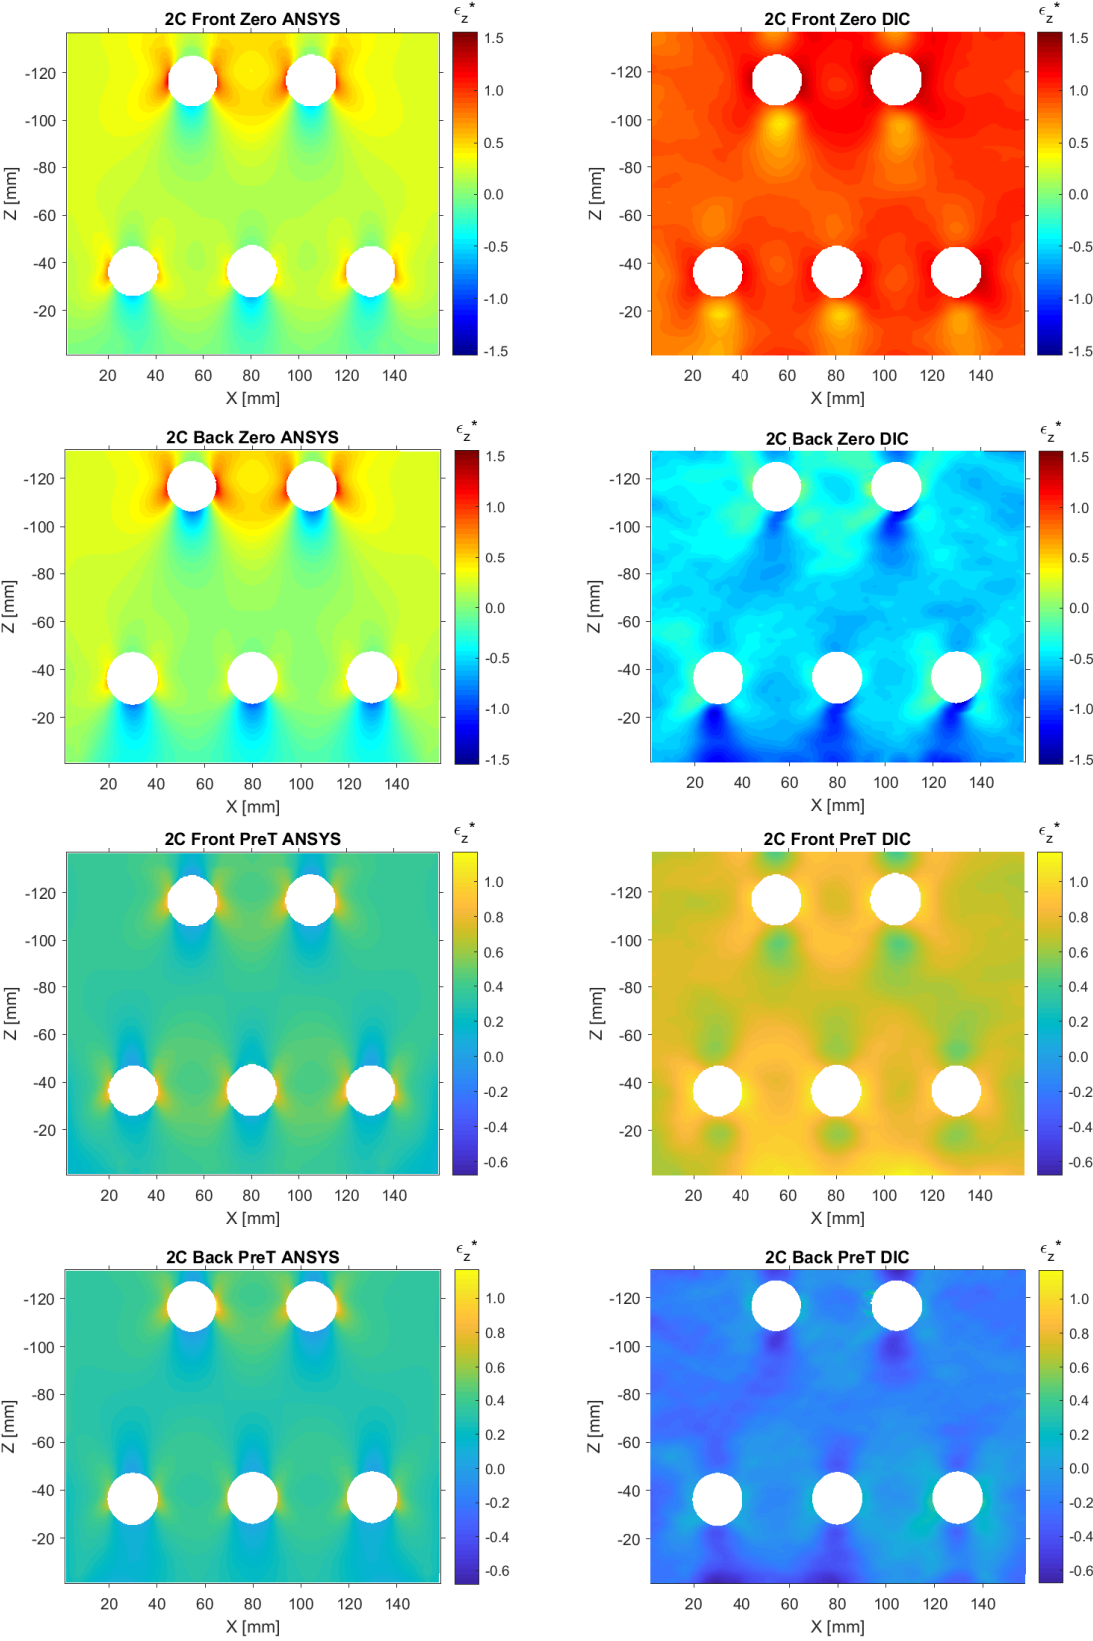 2C Front Zero ANSYS
ϵz*
-120
-100
-80
-60
-40
-20
20 40 60 80 100 120 140
X [mm]
Z [mm]
1.5
1.0
0.5
0.0
-0.5
-1.0
-1.5
2C Front Zero DIC
ϵz*
-120
-100
-80
-60
-40
-20
20 40 60 80 100 120 140
X [mm]
Z [mm]
1.5
1.0
0.5
0.0
-0.5
-1.0
-1.5
2C Back Zero ANSYS
ϵz*
-120
-100
-80
-60
-40
-20
20 40 60 80 100 120 140
X [mm]
Z [mm]
1.5
1.0
0.5
0.0
-0.5
-1.0
-1.5
2C Back Zero DIC
ϵz*
-120
-100
-80
-60
-40
-20
20 40 60 80 100 120 140
X [mm]
Z [mm]
1.5
1.0
0.5
0.0
-0.5
-1.0
-1.5
2C Front PreT ANSYS
ϵz*
-120
-100
-80
-60
-40
-20
20 40 60 80 100 120 140
X [mm]
Z [mm]
1.0
0.8
0.6
0.4
0.2
0.0
-0.2
-0.4
-0.6
2C Front PreT DIC
ϵz*
-120
-100
-80
-60
-40
-20
20 40 60 80 100 120 140
X [mm]
Z [mm]
1.0
0.8
0.6
0.4
0.2
0.0
-0.2
-0.4
-0.6
2C Back PreT ANSYS
ϵz*
-120
-100
-80
-60
-40
-20
20 40 60 80 100 120 140
X [mm]
Z [mm]
1.0
0.8
0.6
0.4
0.2
0.0
-0.2
-0.4
-0.6
2C Back PreT DIC
ϵz*
-120
-100
-80
-60
-40
-20
20 40 60 80 100 120 140
X [mm]
Z [mm]
1.0
0.8
0.6
0.4
0.2
0.0
-0.2
-0.4
-0.6